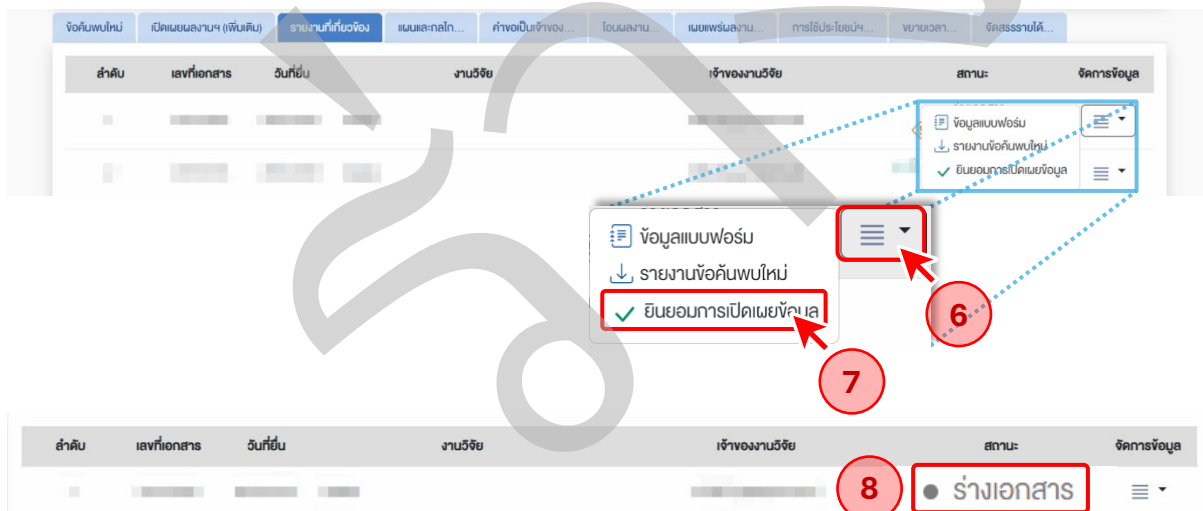 ข้อค้นพบใหม่ เปิดเผยผลงานฯ (เพิ่มเติม) รายงานที่เกี่ยวข้อง แผนและกลไก... คำขอเป็นเจ้าของ... โอนผลงาน... เผยแพร่ผลงาน... การใช้ประโยชน์ฯ... ขยายเวลา... จัดสรรรายได้...
ลำดับ เลขที่เอกสาร วันที่ยื่น งานวิจัย เจ้าของงานวิจัย สถานะ จัดการข้อมูล
ข้อมูลแบบฟอร์ม
รายงานข้อค้นพบใหม่
ยินยอมการเปิดเผยข้อมูล
ข้อมูลแบบฟอร์ม
รายงานข้อค้นพบใหม่
ยินยอมการเปิดเผยข้อมูล
6
7
ลำดับ เลขที่เอกสาร วันที่ยื่น งานวิจัย เจ้าของงานวิจัย สถานะ จัดการข้อมูล
8 ร่างเอกสาร